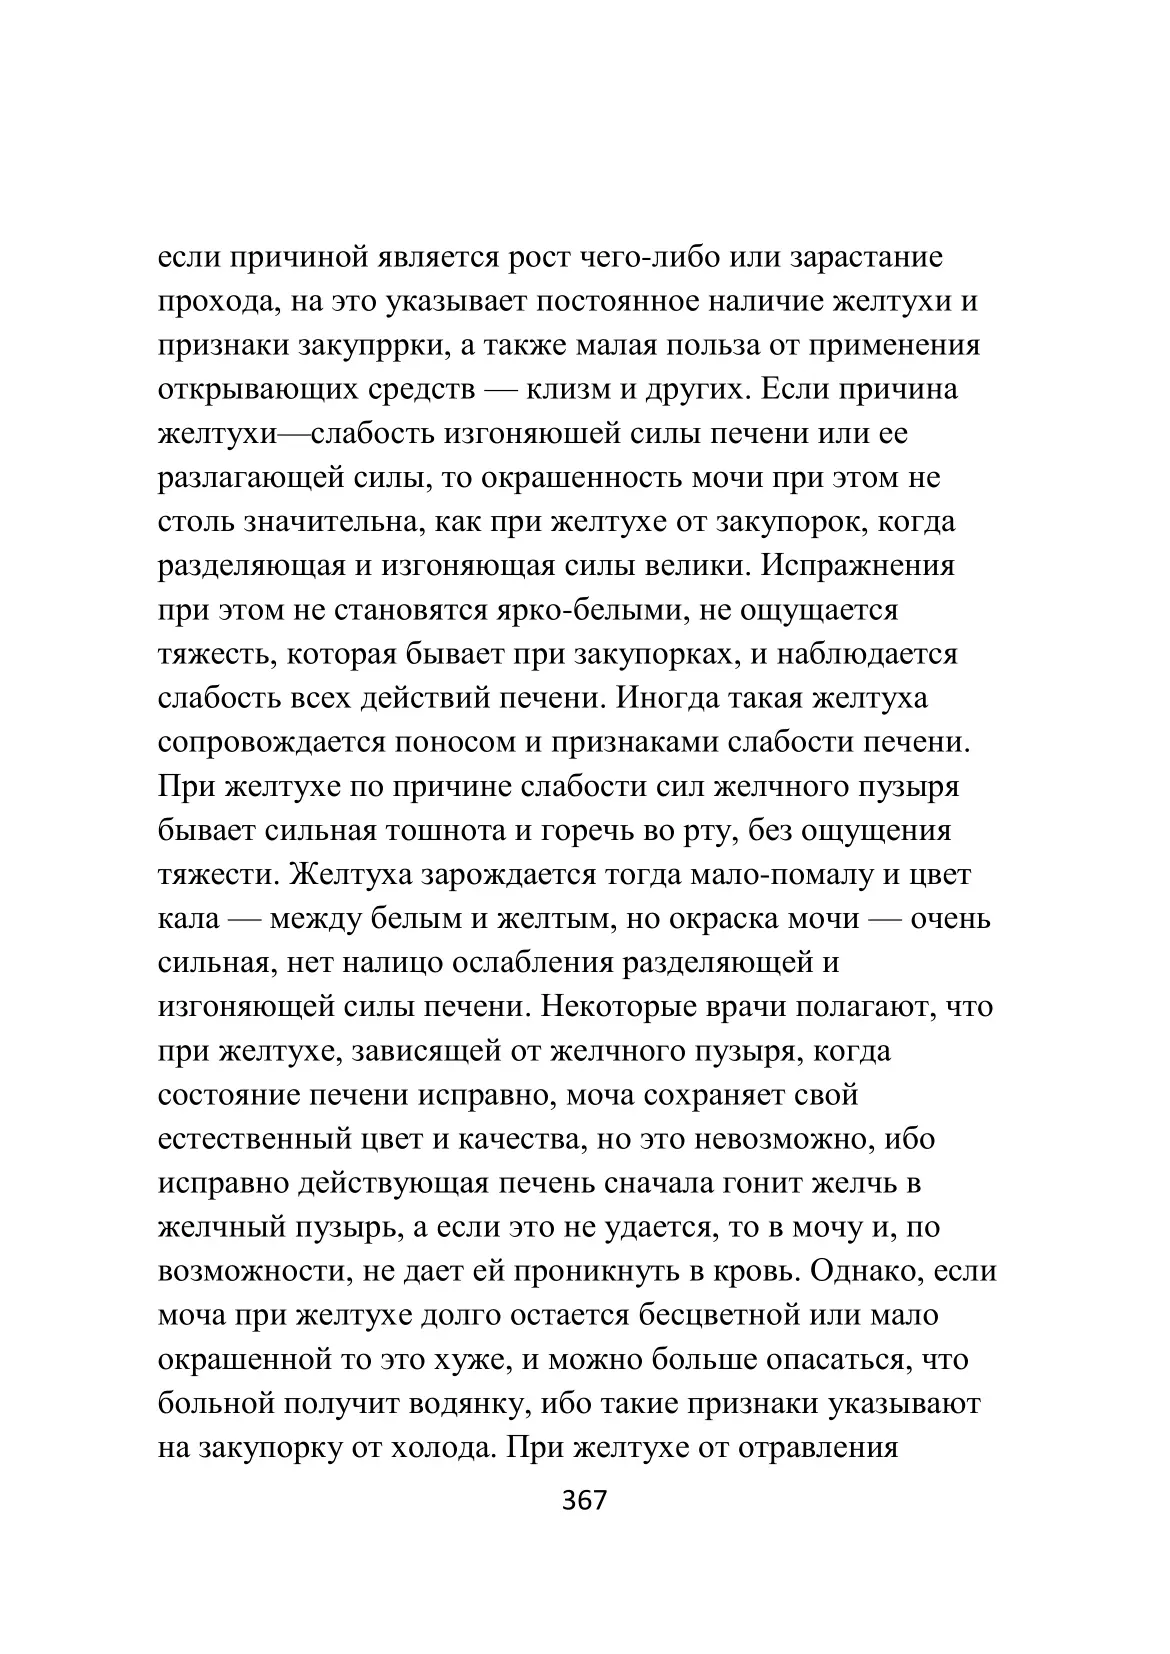 если причиной является рост чего-либо или зарастание
прохода, на это указывает постоянное наличие желтухи и
признаки закупррки, а также малая польза от применения
открывающих средств — клизм и других. Если причина
желтухи—слабость изгоняюшей силы печени или ее
разлагающей силы, то окрашенность мочи при этом не
столь значительна, как при желтухе от закупорок, когда
разделяющая и изгоняющая силы велики. Испражнения
при этом не становятся ярко-белыми, не ощущается
тяжесть, которая бывает при закупорках, и наблюдается
слабость всех действий печени. Иногда такая желтуха
сопровождается поносом и признаками слабости печени.
При желтухе по причине слабости сил желчного пузыря
бывает сильная тошнота и горечь во рту, без ощущения
тяжести. Желтуха зарождается тогда мало-помалу и цвет
кала — между белым и желтым, но окраска мочи — очень
сильная, нет налицо ослабления разделяющей и
изгоняющей силы печени. Некоторые врачи полагают, что
при желтухе, зависящей от желчного пузыря, когда
состояние печени исправно, моча сохраняет свой
естественный цвет и качества, но это невозможно, ибо
исправно действующая печень сначала гонит желчь в
желчный пузырь, а если это не удается, то в мочу и, по
возможности, не дает ей проникнуть в кровь. Однако, если
моча при желтухе долго остается бесцветной или мало
окрашенной то это хуже, и можно больше опасаться, что
больной получит водянку, ибо такие признаки указывают
на закупорку от холода. При желтухе от отравления
367